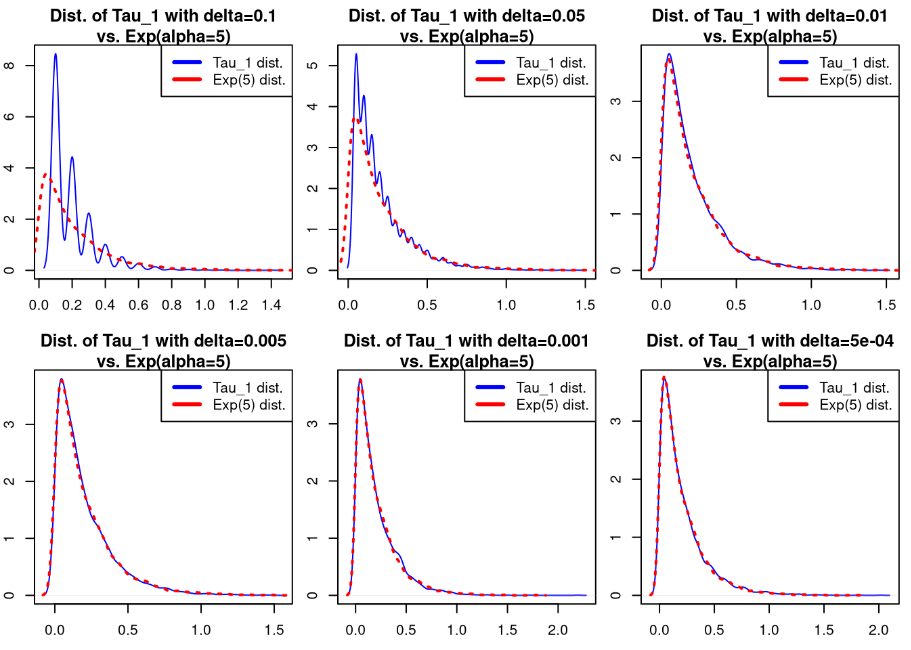 Dist. of Tau_1 with delta=0.1
vs. Exp(alpha=5)
Tau_1 dist.
Exp(5) dist.
8
6
4
2
0
0.0 0.2 0.4 0.6 0.8 1.0 1.2 1.4
Dist. of Tau_1 with delta=0.05
vs. Exp(alpha=5)
Tau_1 dist.
Exp(5) dist.
5
4
3
2
1
0
0.0 0.5 1.0 1.5
Dist. of Tau_1 with delta=0.01
vs. Exp(alpha=5)
Tau_1 dist.
Exp(5) dist.
3
2
1
0
0.0 0.5 1.0 1.5
Dist. of Tau_1 with delta=0.005
vs. Exp(alpha=5)
Tau_1 dist.
Exp(5) dist.
3
2
1
0
0.0 0.5 1.0 1.5
Dist. of Tau_1 with delta=0.001
vs. Exp(alpha=5)
Tau_1 dist.
Exp(5) dist.
3
2
1
0
0.0 0.5 1.0 1.5 2.0
Dist. of Tau_1 with delta=5e-04
vs. Exp(alpha=5)
Tau_1 dist.
Exp(5) dist.
3
2
1
0
0.0 0.5 1.0 1.5 2.0